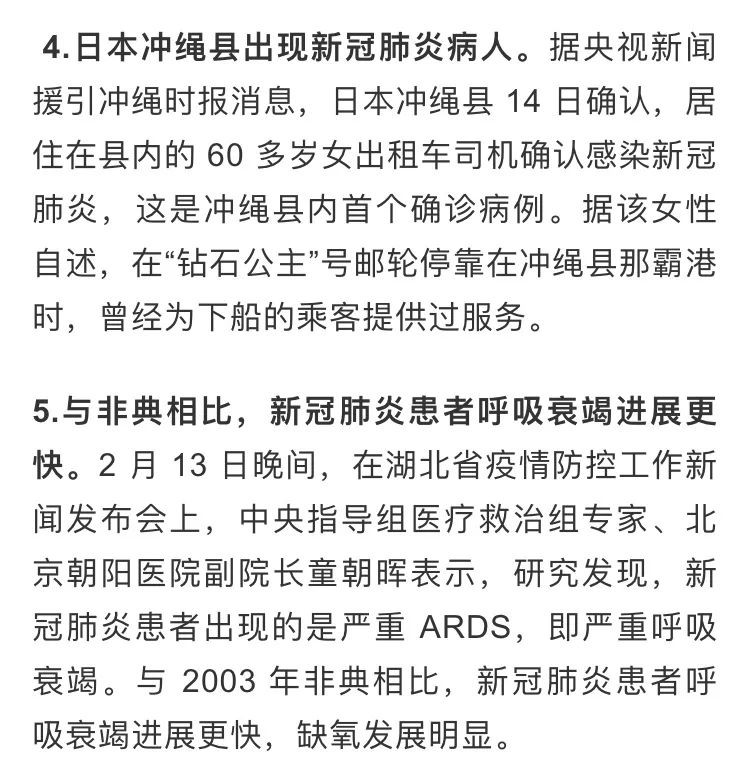 4.日本冲绳县出现新冠肺炎病人。据央视新闻
援引冲绳时报消息，日本冲绳县 14 日确认，居
住在县内的 60 多岁女出租车司机确认感染新冠
肺炎，这是冲绳县内首个确诊病例。据该女性
自述，在“钻石公主”号邮轮停靠在冲绳县那霸港
时，曾经为下船的乘客提供过服务。
5.与非典相比，新冠肺炎患者呼吸衰竭进展更
快。2 月 13 日晚间，在湖北省疫情防控工作新
闻发布会上，中央指导组医疗救治组专家、北
京朝阳医院副院长童朝晖表示，研究发现，新
冠肺炎患者出现的是严重 ARDS，即严重呼吸
衰竭。与 2003 年非典相比，新冠肺炎患者呼
吸衰竭进展更快，缺氧发展明显。